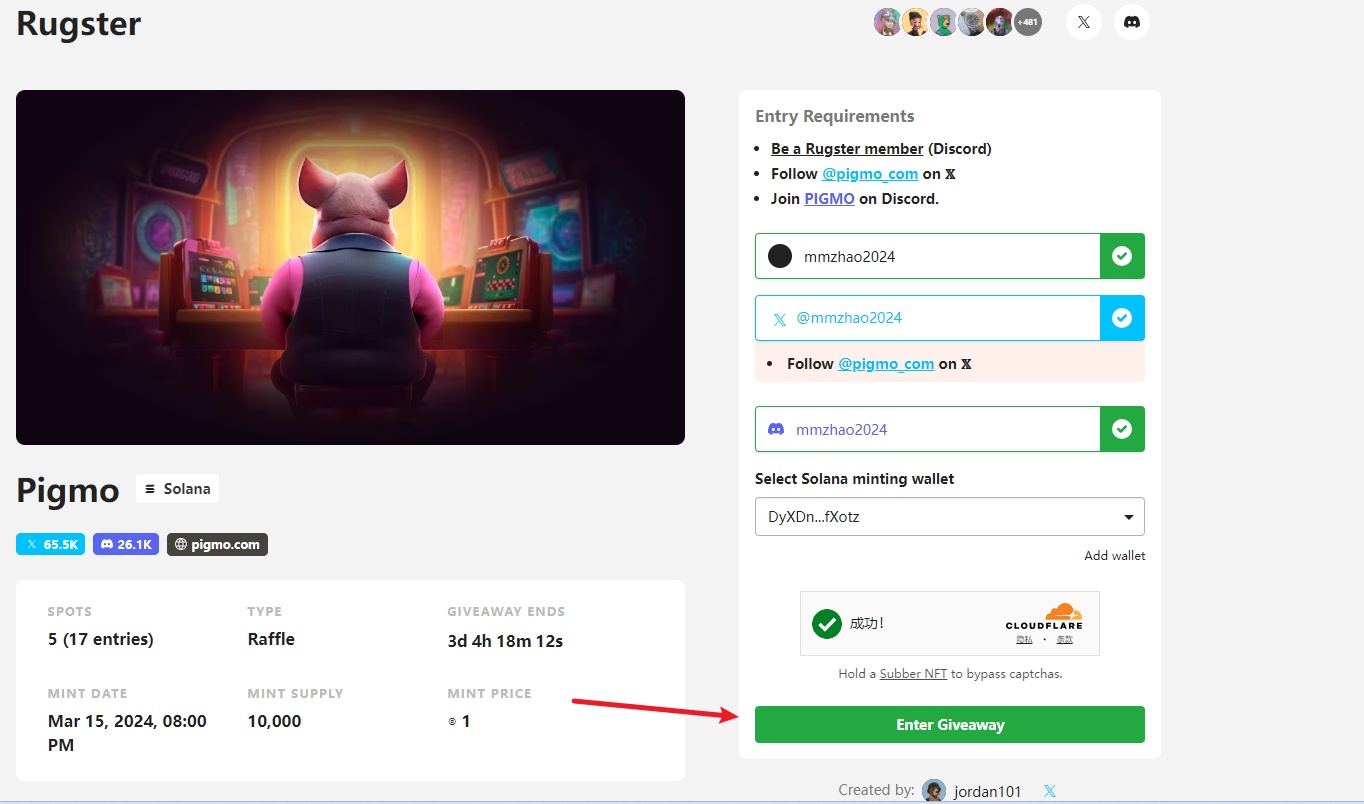 Rugster
+481
Entry Requirements
Be a Rugster member (Discord)
Follow @pigmo_com on 𝕏
Join PIGMO on Discord.
mmzhao2024
@mmzhao2024
Follow @pigmo_com on 𝕏
mmzhao2024
Select Solana minting wallet
DyXDn...fXotz
Add wallet
成功!
CLOUDFLARE
隐私 • 条款
Hold a Subber NFT to bypass captchas.
Enter Giveaway
Created by: jordan101
Pigmo
Solana
65.5K
26.1K
pigmo.com
SPOTS
5 (17 entries)
TYPE
Raffle
GIVEAWAY ENDS
3d 4h 18m 12s
MINT DATE
Mar 15, 2024, 08:00
PM
MINT SUPPLY
10,000
MINT PRICE
1